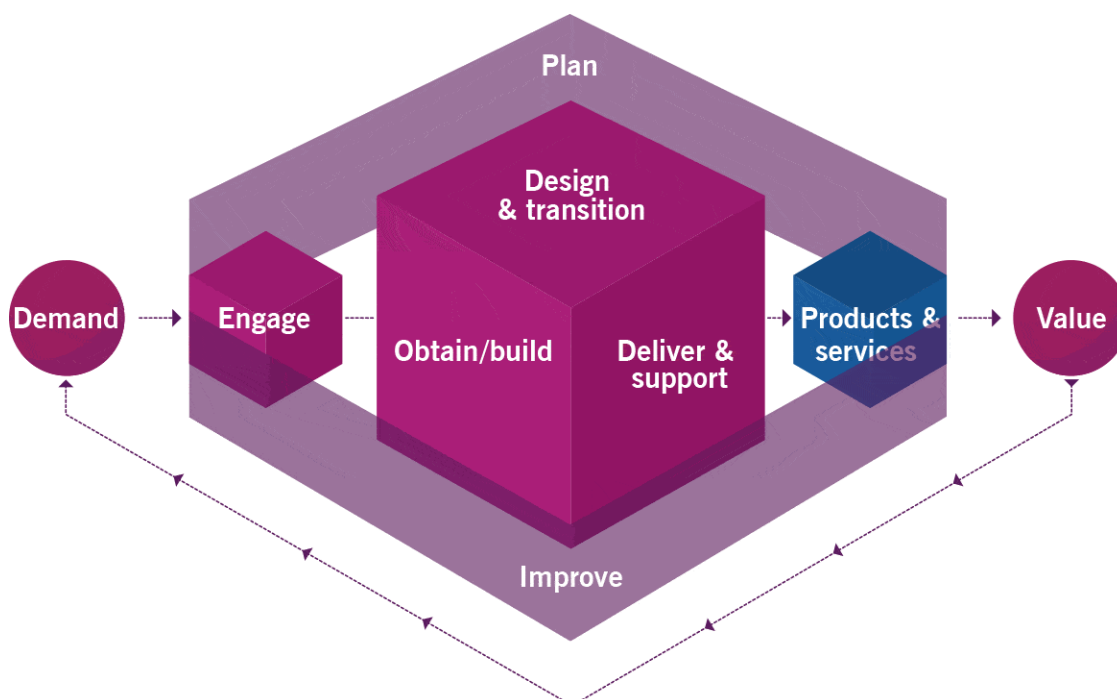 Plan
Design
& transition
Demand
Engage
Obtain/build
Deliver &
support
Products &
services
Value
Improve